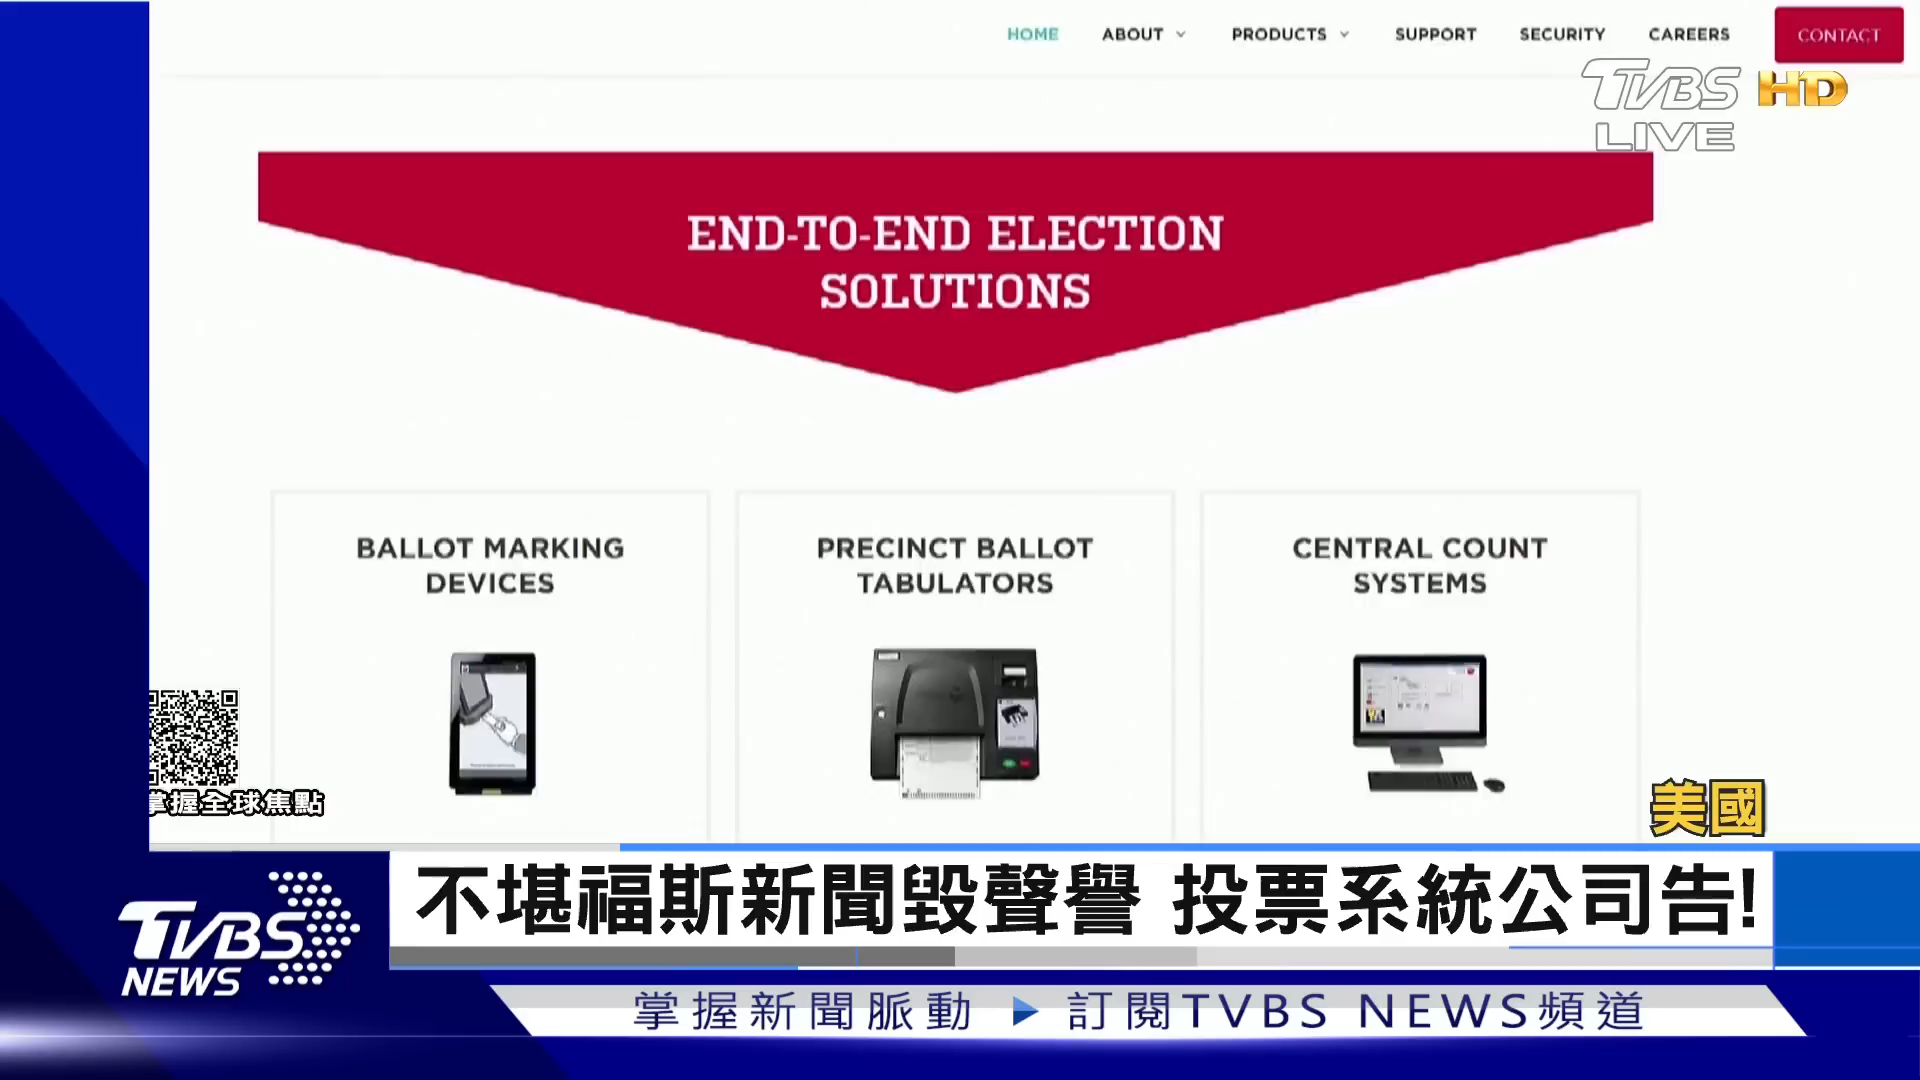 HOME ABOUT PRODUCTS SUPPORT SECURITY CAREERS CONTACT
TVBS HD
LIVE
END-TO-END ELECTION
SOLUTIONS
BALLOT MARKING
DEVICES
PRECINCT BALLOT
TABULATORS
CENTRAL COUNT
SYSTEMS
掌握全球焦點
美國
不堪福斯新聞毀聲譽 投票系統公司告!
TVBS
NEWS
掌握新聞脈動 訂閱TVBS NEWS頻道